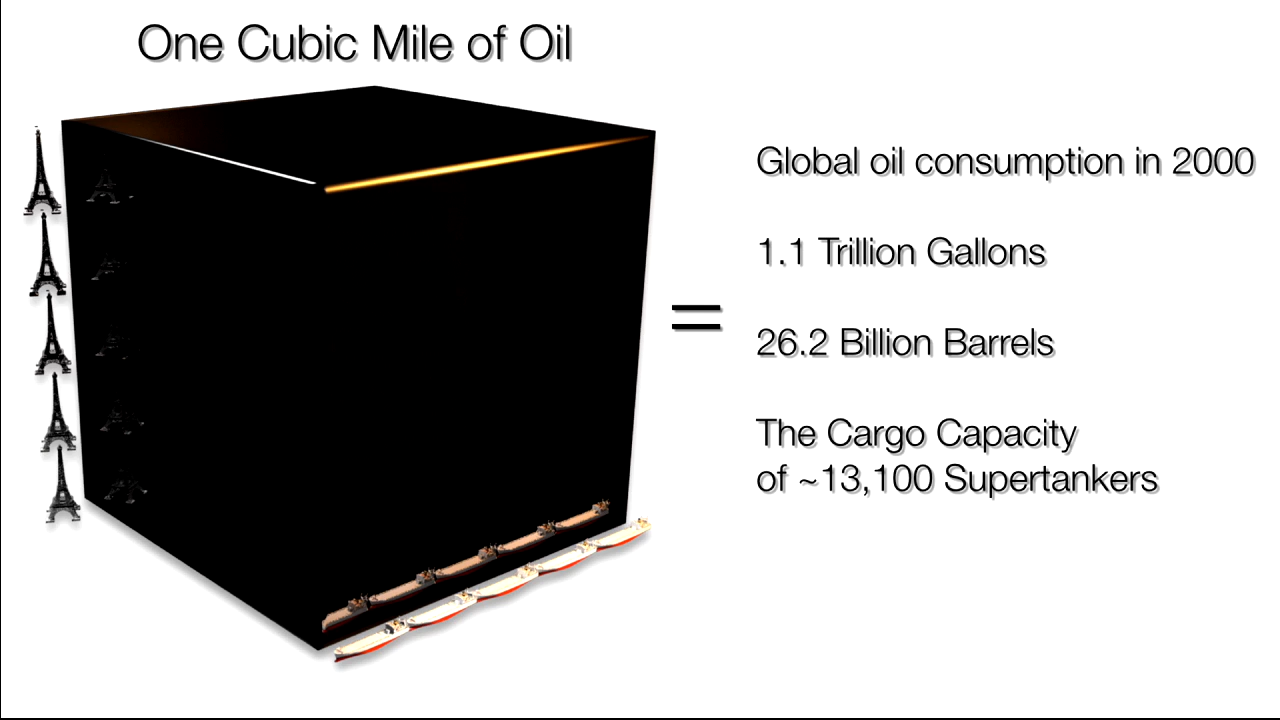 One Cubic Mile of Oil
=
Global oil consumption in 2000
1.1 Trillion Gallons
26.2 Billion Barrels
The Cargo Capacity
of ~13,100 Supertankers